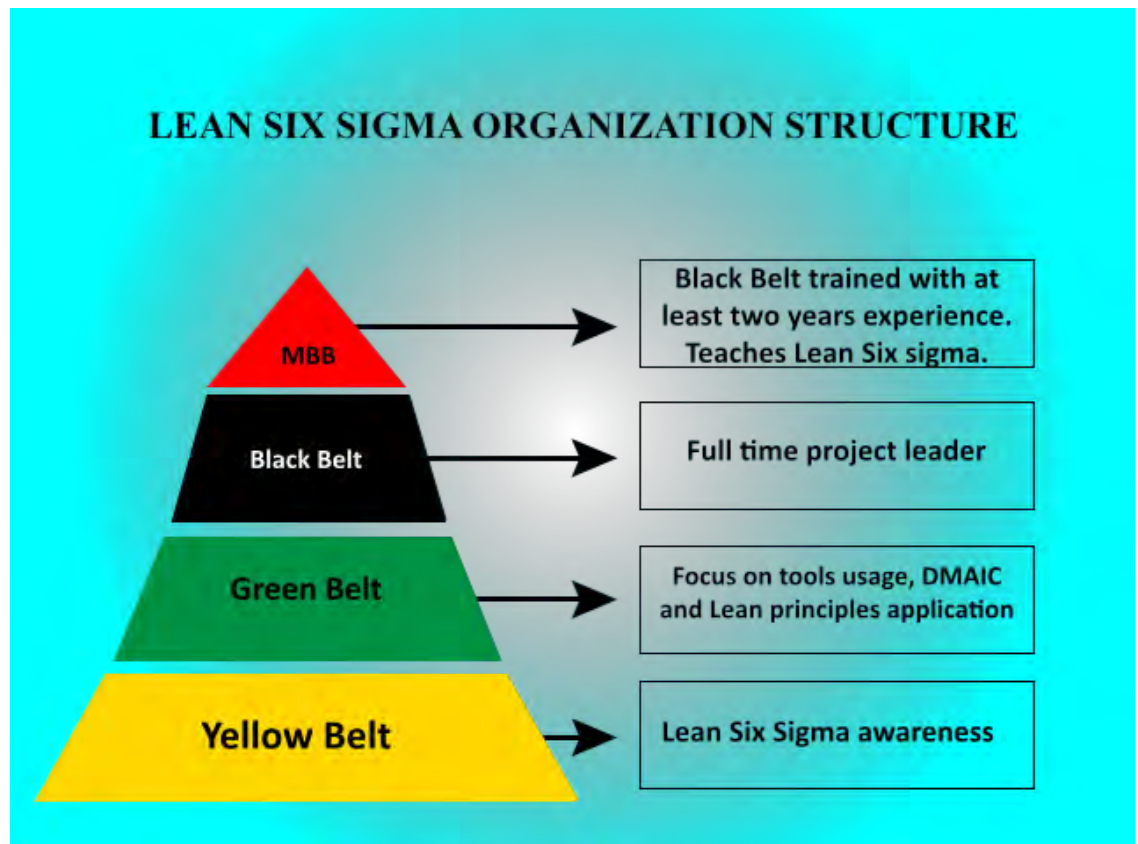 LEAN SIX SIGMA ORGANIZATION STRUCTURE
MBB
Black Belt trained with at
least two years experience.
Teaches Lean Six sigma.
Black Belt
Full time project leader
Green Belt
Focus on tools usage, DMAIC
and Lean principles application
Yellow Belt
Lean Six Sigma awareness